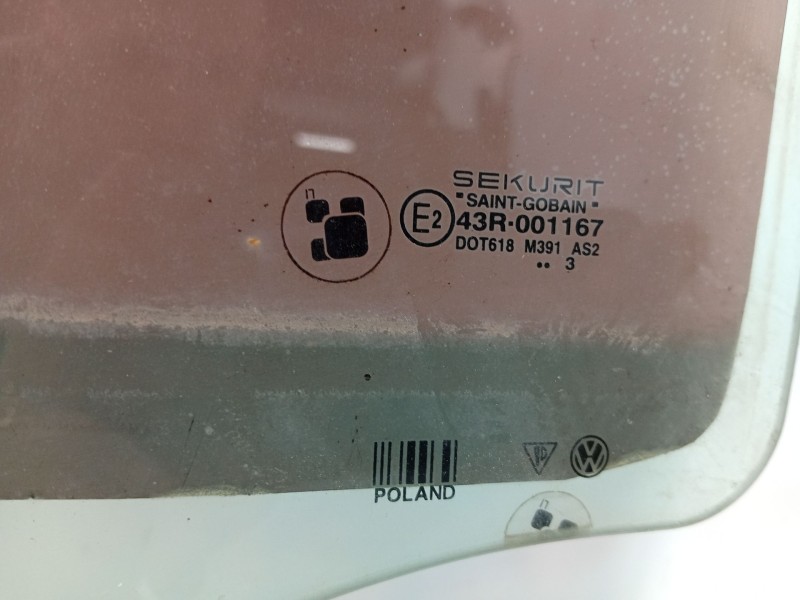 SEKURIT
SAINT-GOBAIN
E2 43R-001167
DOT618 M391 AS2
•• 3
POLAND